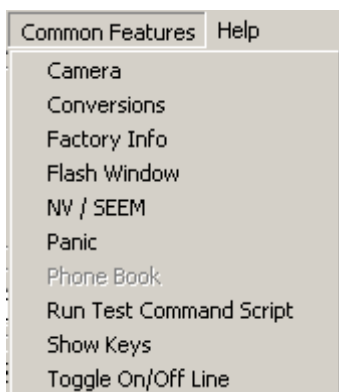 Common Features Help
Camera
Conversions
Factory Info
Flash Window
NV / SEEM
Panic
Phone Book
Run Test Command Script
Show Keys
Toggle On/Off Line